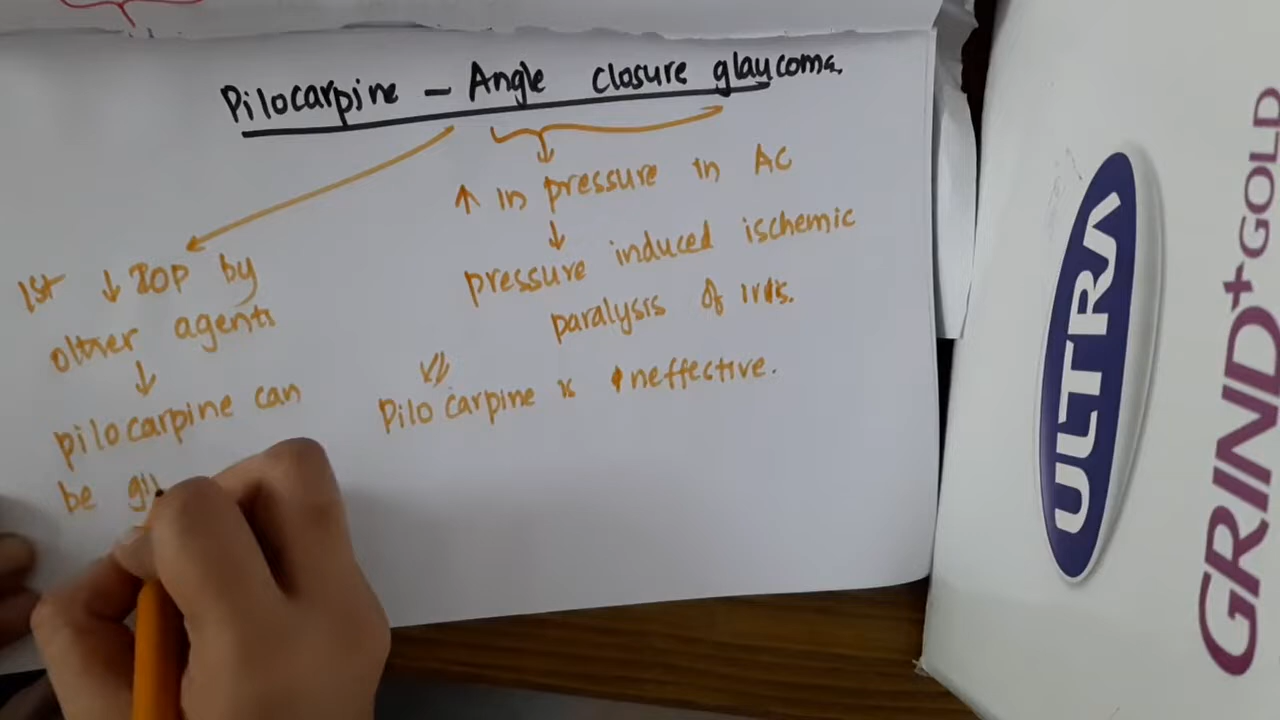 Pilocarpine - Angle closure glaucoma.
↑ in pressure in AC
↓
pressure induced ischemic
paralysis of iris.
⇓
Pilocarpine is ineffective.
1st ↓ IOP by
other agents
↓
pilocarpine can
be giv
ULTRA
GRIND+GOLD